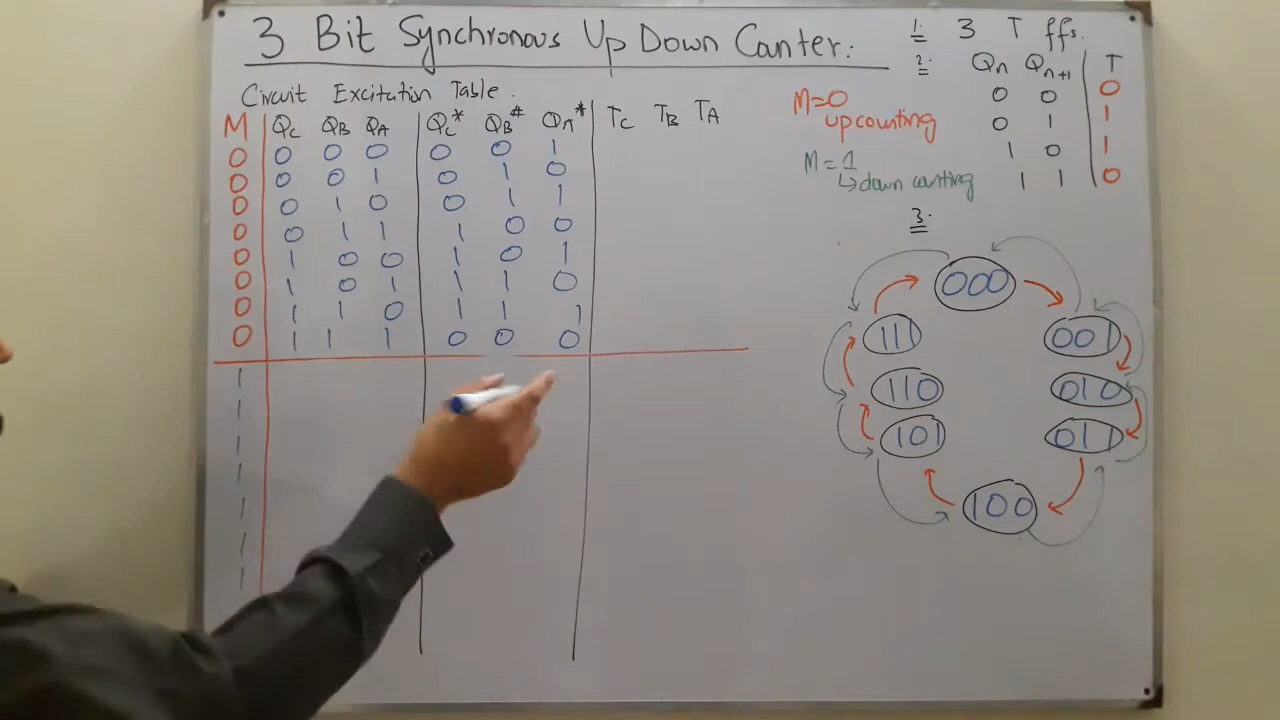 3 Bit Synchronous Up Down Canter:
Circuit Excitation Table.
M QC QB QA QC* QB* QA* TC TB TA
0 0 0 0 0 0 1
0 0 0 1 0 1 0
0 0 1 0 0 1 1
0 0 1 1 1 0 0
0 1 0 0 1 0 1
0 1 0 1 1 1 0
0 1 1 0 1 1 1
0 1 1 1 0 0 0
1
1
1
1
1
1
1
1. 3 T ffs.
2. Qn Qn+1 T
0 0 0
0 1 1
1 0 1
1 1 0
M=0
upcounting
M=1
↳down canting
3.
000
111 001
110 010
101 011
100